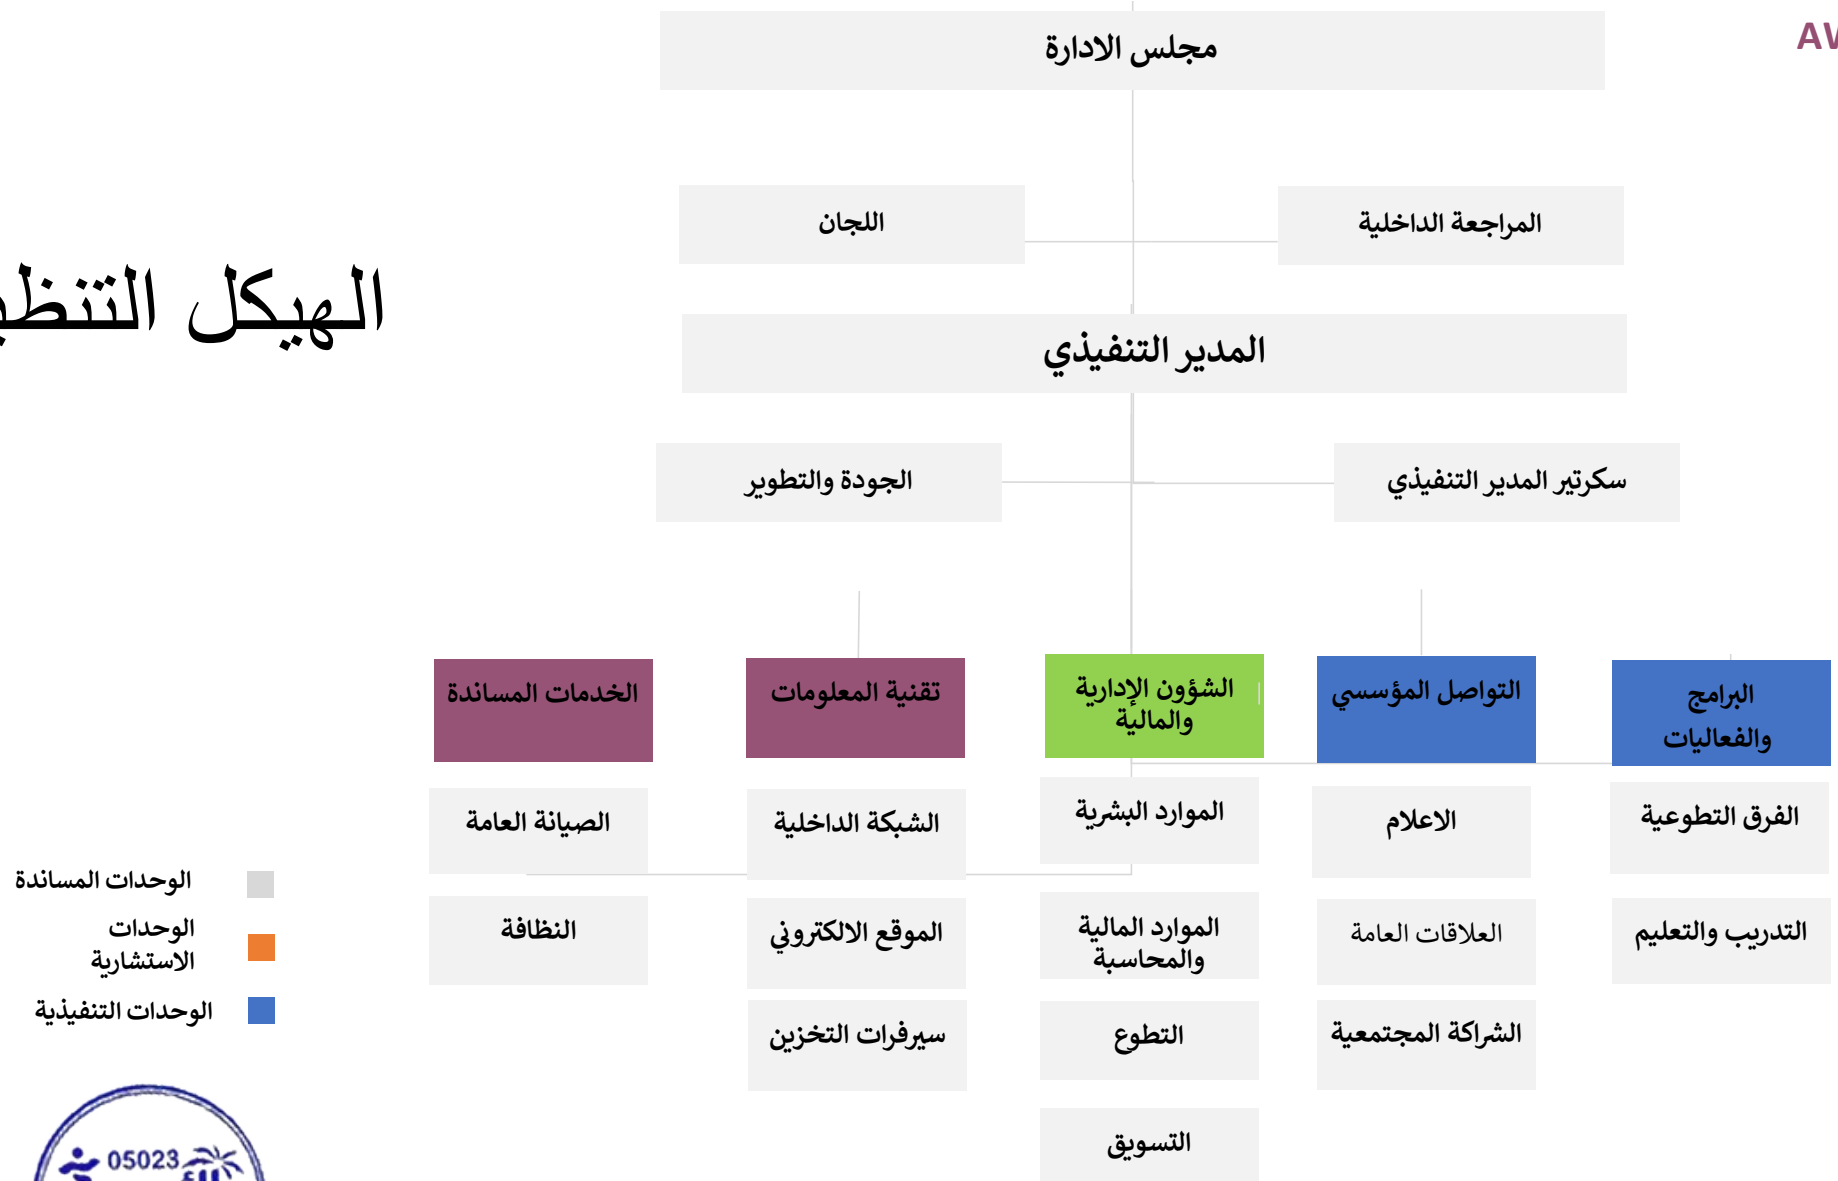 مجلس الادارة
المراجعة الداخلية
اللجان
الهيكل
المدير التنفيذي
سكرتير المدير التنفيذي
الجودة والتطوير
البرامج
والفعاليات
التواصل المؤسسي
الشؤون الإدارية
والمالية
تقنية المعلومات
الخدمات المساندة
الفرق التطوعية
الاعلام
الموارد البشرية
الشبكة الداخلية
الصيانة العامة
التدريب والتعليم
العلاقات العامة
الموارد المالية
والمحاسبة
الموقع الالكتروني
النظافة
الشراكة المجتمعية
التطوع
سيرفرات التخزين
التسويق
الوحدات المساندة
الوحدات
الاستشارية
الوحدات التنفيذية
05023